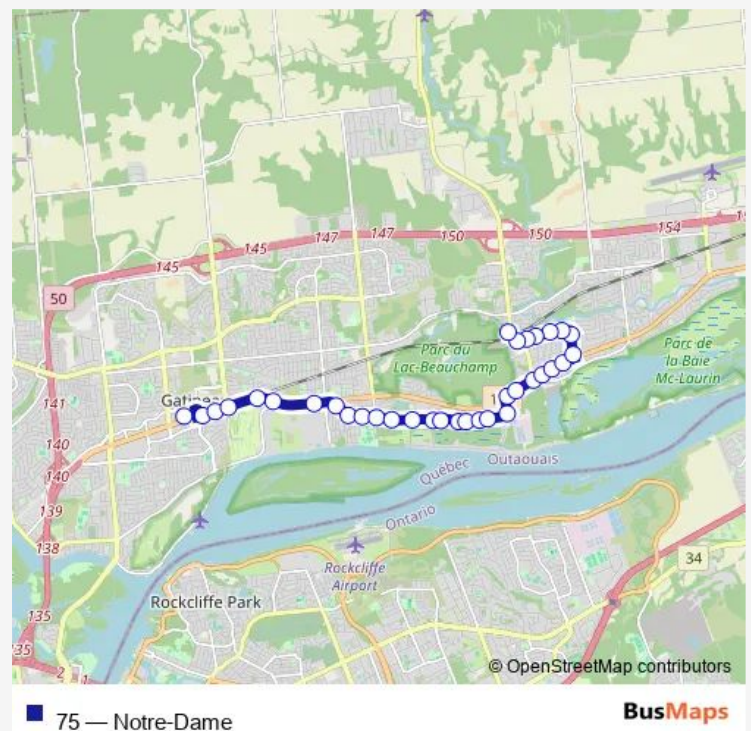 145
145
147
147
150
150
154
50
Parc du
Lac-Beauchamp
Parc de
la Baie
Mc-Laurin
141
140
140
139
138
135
2
Québec
Outaouais
Ontario
Rockcliffe
Airport
Rockcliffe Park
34
© OpenStreetMap contributors
75 — Notre-Dame
BusMaps